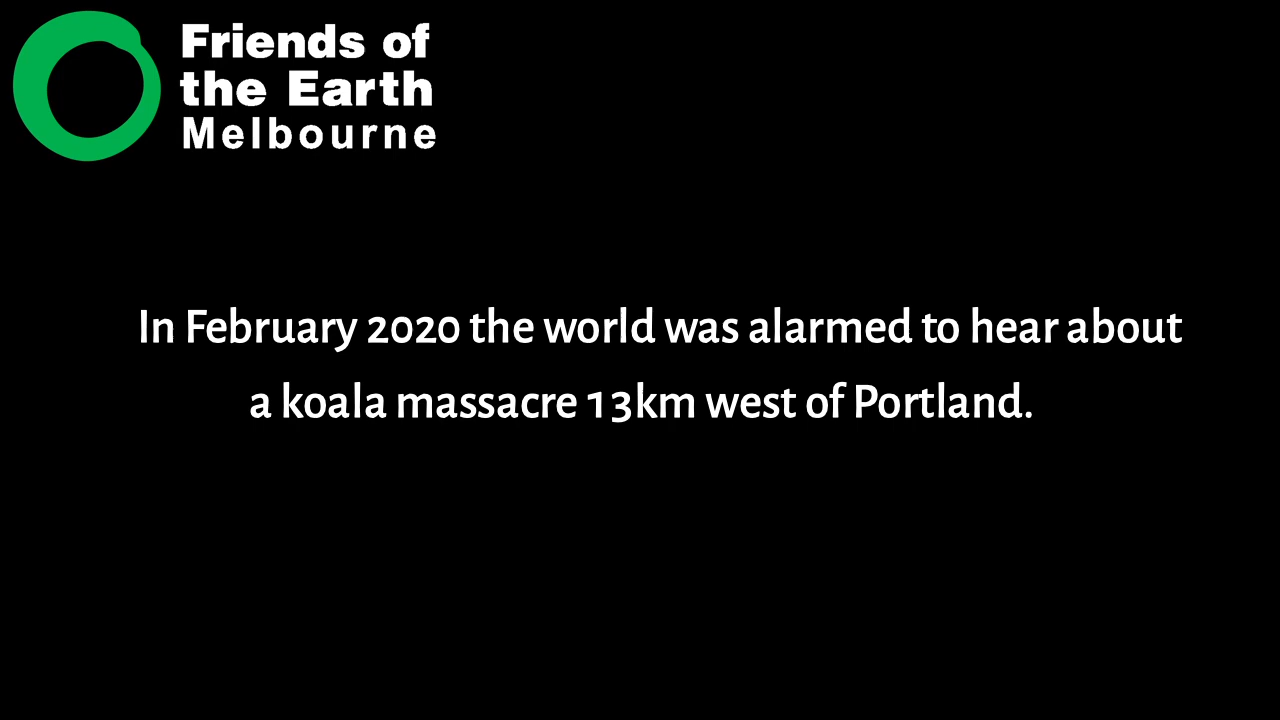 Friends of
the Earth
Melbourne
In February 2020 the world was alarmed to hear about
a koala massacre 13km west of Portland.